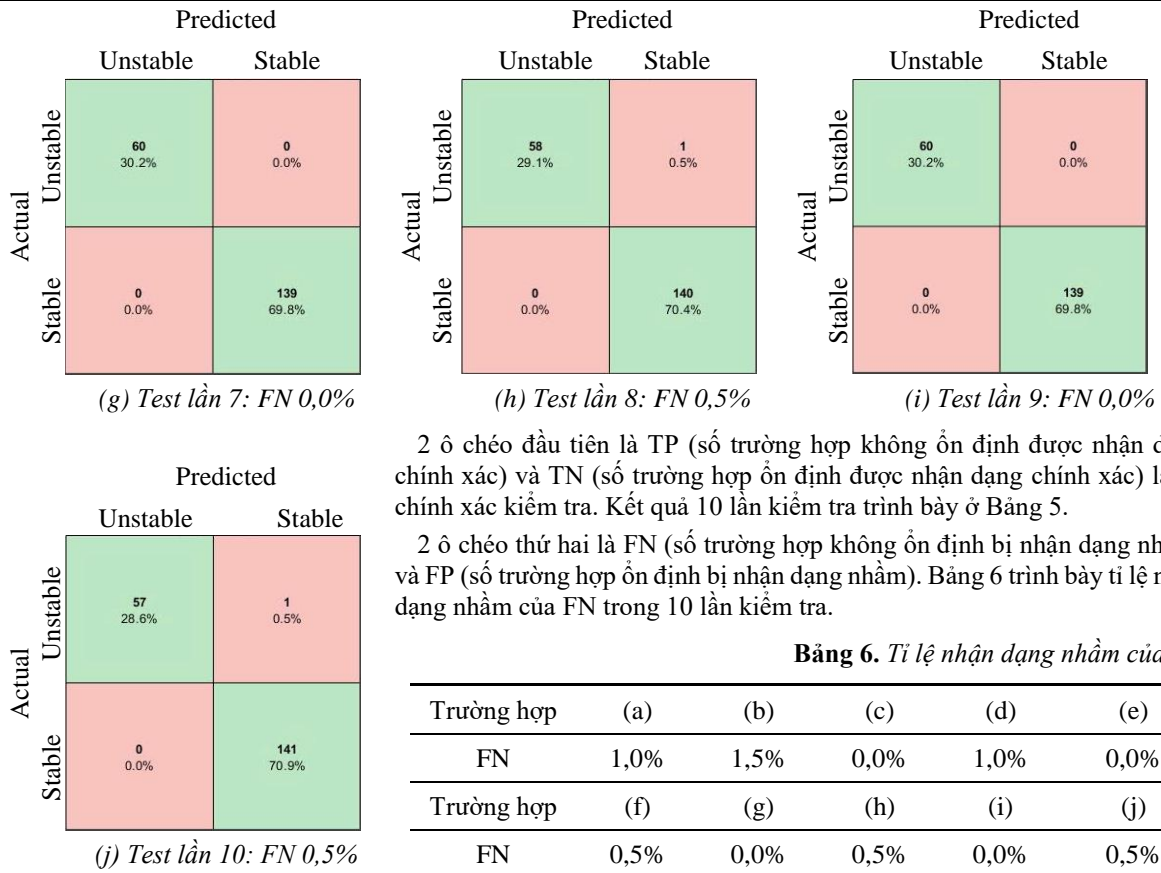 Predicted
Unstable Stable
Actual
Unstable
Stable
60
30.2%
0
0.0%
0
0.0%
139
69.8%
(g) Test lần 7: FN 0,0%
Predicted
Unstable Stable
Actual
Unstable
Stable
58
29.1%
1
0.5%
0
0.0%
140
70.4%
(h) Test lần 8: FN 0,5%
Predicted
Unstable Stable
Actual
Unstable
Stable
60
30.2%
0
0.0%
0
0.0%
139
69.8%
(i) Test lần 9: FN 0,0%
Predicted
Unstable Stable
Actual
Unstable
Stable
57
28.6%
1
0.5%
0
0.0%
141
70.9%
(j) Test lần 10: FN 0,5%
2 ô chéo đầu tiên là TP (số trường hợp không ổn định được nhận
chính xác) và TN (số trường hợp ổn định được nhận dạng chính xác)
chính xác kiểm tra. Kết quả 10 lần kiểm tra trình bày ở Bảng 5.
2 ô chéo thứ hai là FN (số trường hợp không ổn định bị nhận dạng
và FP (số trường hợp ổn định bị nhận dạng nhầm). Bảng 6 trình bày tỉ lệ
dạng nhầm của FN trong 10 lần kiểm tra.
Bảng 6. Tỉ lệ nhận dạng nhầm của
Trường hợp (a) (b) (c) (d) (e)
FN 1,0% 1,5% 0,0% 1,0% 0,0%
Trường hợp (f) (g) (h) (i) (j)
FN 0,5% 0,0% 0,5% 0,0% 0,5%